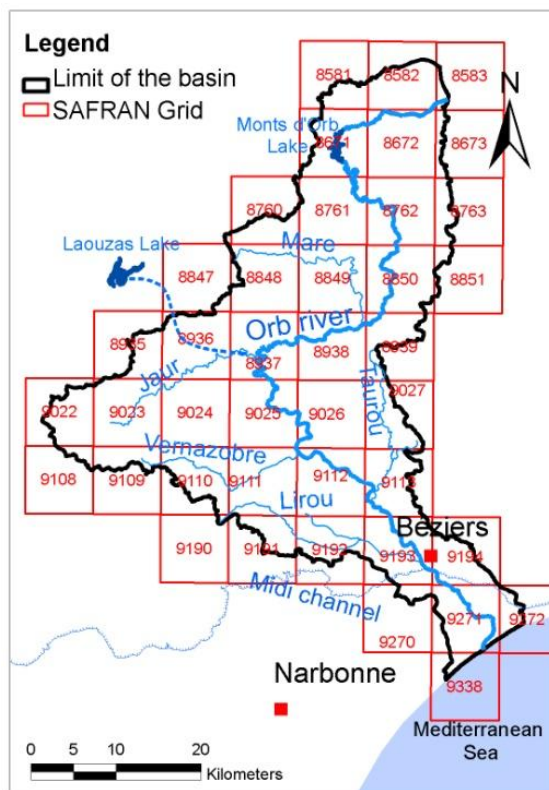 Legend
Limit of the basin
SAFRAN Grid
N
8581 8582 8583
Monts d'Orb
Lake
8672 8673
8760 8761 8762 8763
Mare
Laouzas Lake
8847 8848 8849 8850 8851
Orb river
8936
8937 8938
Jaur
Taurou
9027
9022 9023 9024 9025 9026
Vernazobre
9108 9109 9110 9111 9112 9113
Lirou
Béziers
9190 9191 9192 9193 9194
Midi channel
9271 9272
9270
Narbonne
9338
Mediterranean
Sea
0 5 10 20
Kilometers